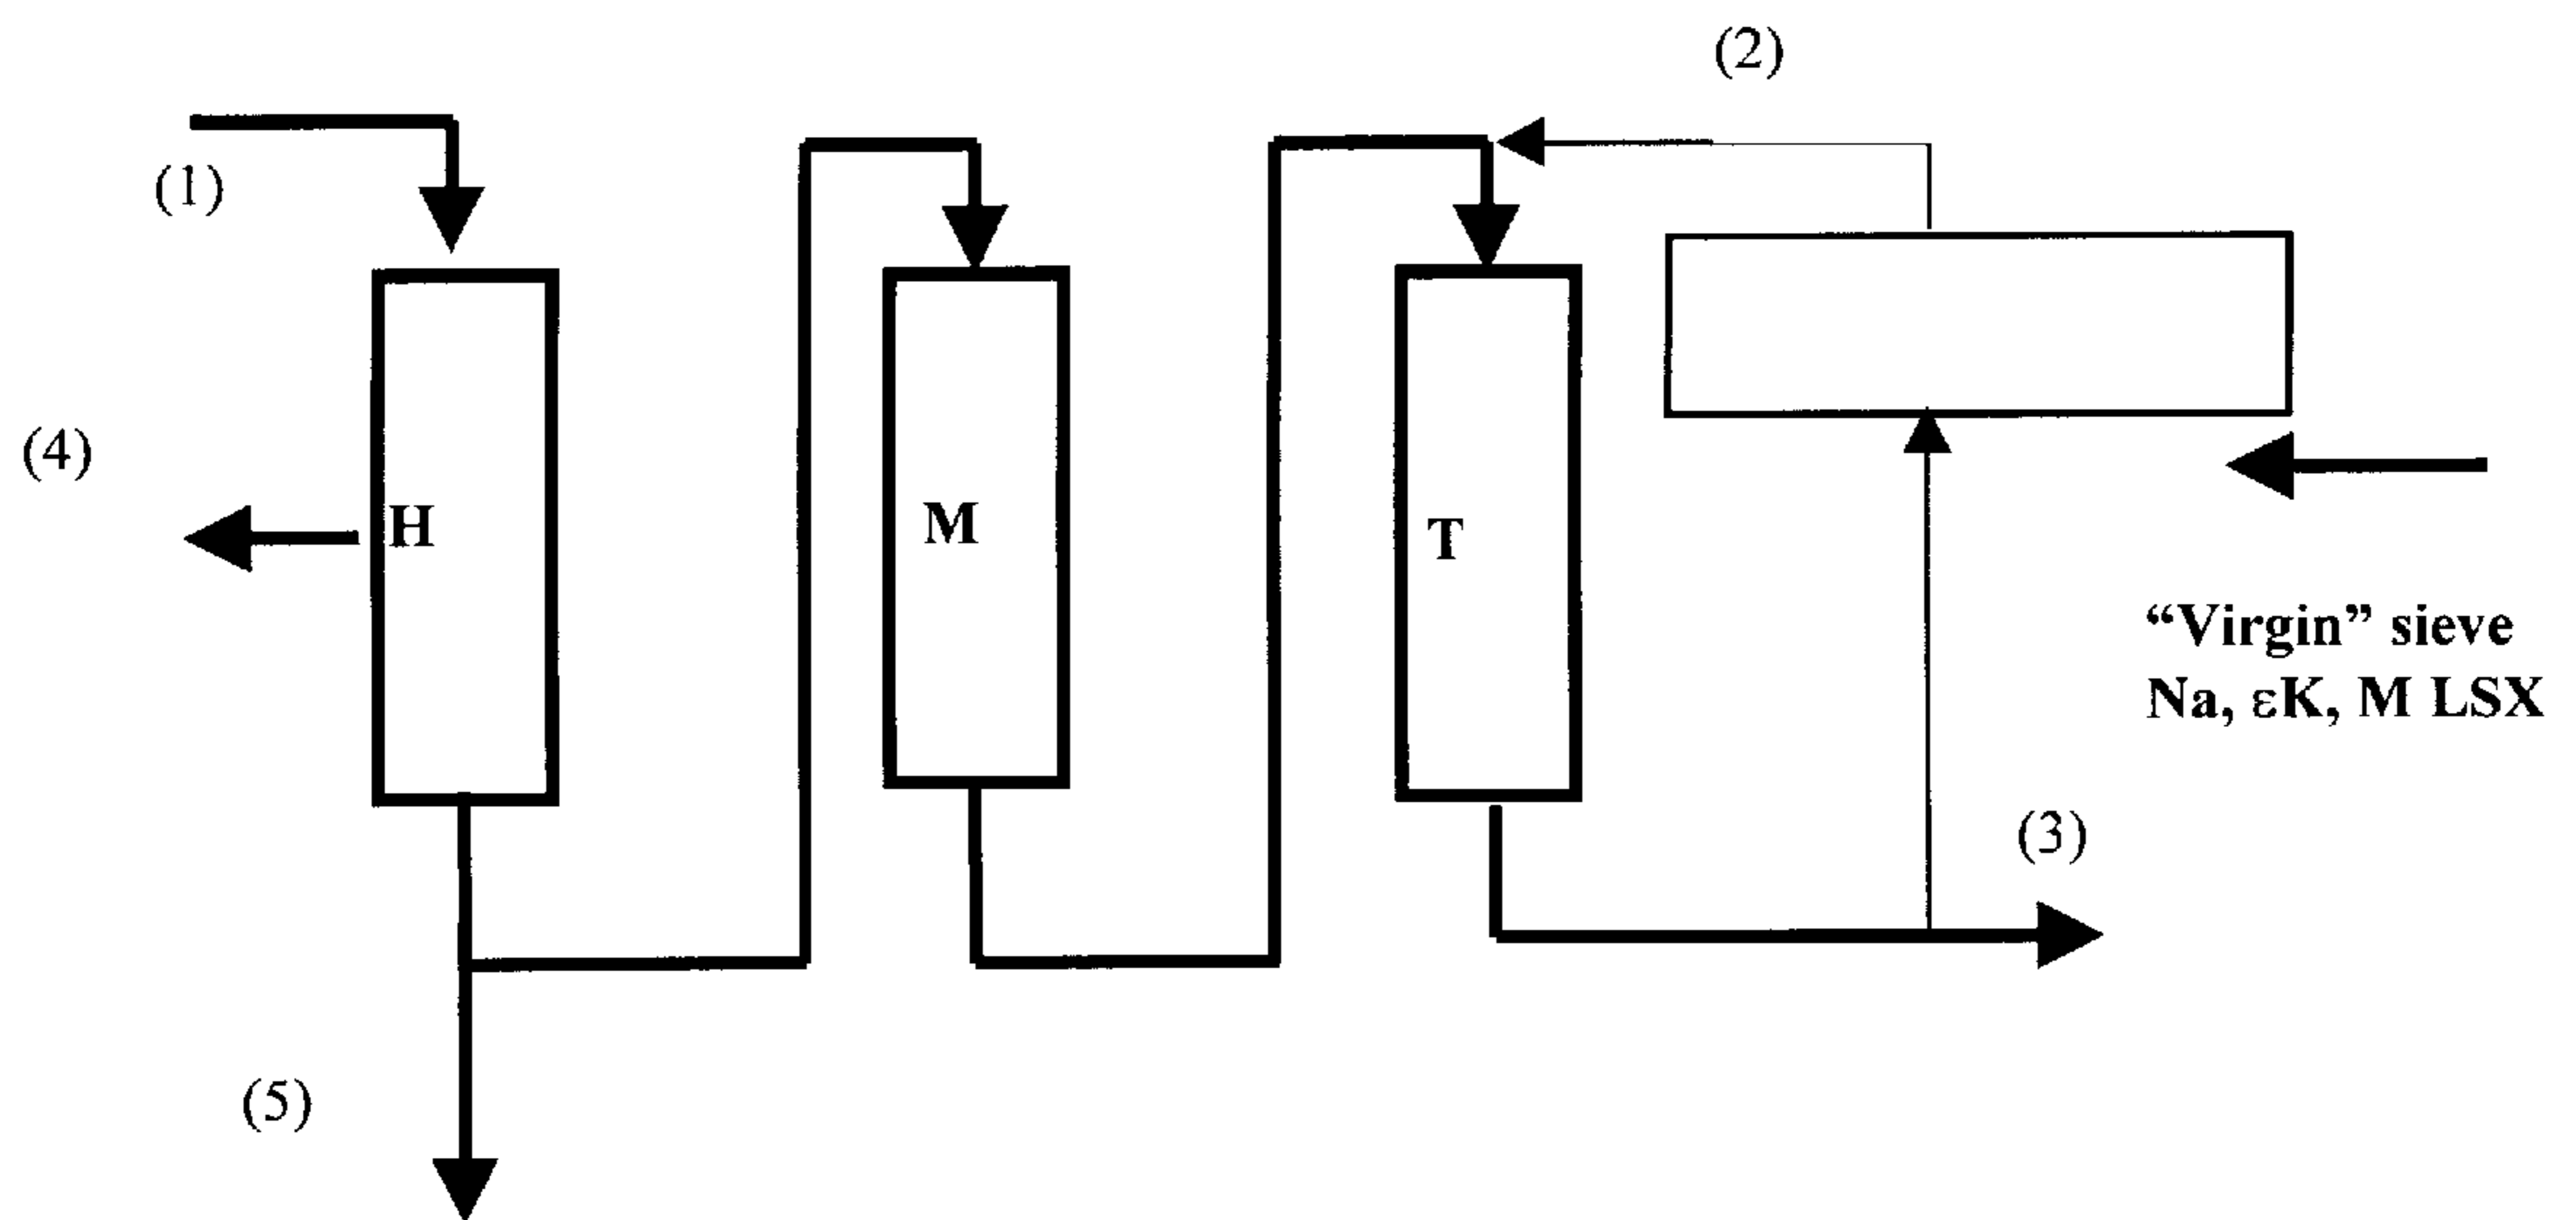 (2)
(1)
(4)
H
M
T
“Virgin” sieve
Na, εK, M LSX
(3)
(5)